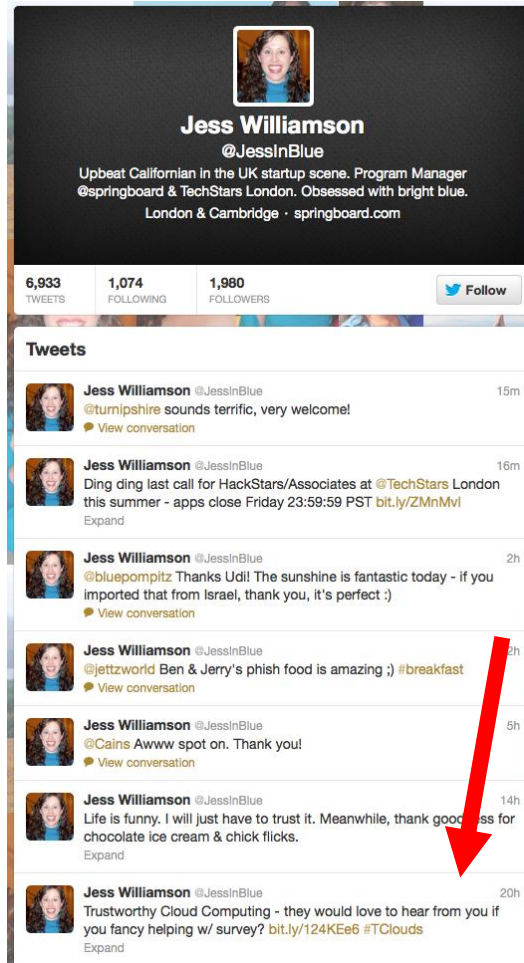 Jess Williamson
@JessInBlue
Upbeat Californian in the UK startup scene. Program Manager
@springboard & TechStars London. Obsessed with bright blue.
London & Cambridge · springboard.com
6,933 1,074 1,980
TWEETS FOLLOWING FOLLOWERS
Follow
Tweets
Jess Williamson @JessInBlue 15m
@turnipshire sounds terrific, very welcome!
View conversation
Jess Williamson @JessInBlue 16m
Ding ding last call for HackStars/Associates at @TechStars London
this summer - apps close Friday 23:59:59 PST bit.ly/ZMnMvI
Expand
Jess Williamson @JessInBlue 2h
@bluepompitz Thanks Udi! The sunshine is fantastic today - if you
imported that from Israel, thank you, it's perfect :)
View conversation
Jess Williamson @JessInBlue 2h
@jettzworld Ben & Jerry's phish food is amazing ;) #breakfast
View conversation
Jess Williamson @JessInBlue 5h
@Cains Awww spot on. Thank you!
View conversation
Jess Williamson @JessInBlue 14h
Life is funny. I will just have to trust it. Meanwhile, thank goodness for
chocolate ice cream & chick flicks.
Expand
Jess Williamson @JessInBlue 20h
Trustworthy Cloud Computing - they would love to hear from you if
you fancy helping w/ survey? bit.ly/124KEe6 #TClouds
Expand